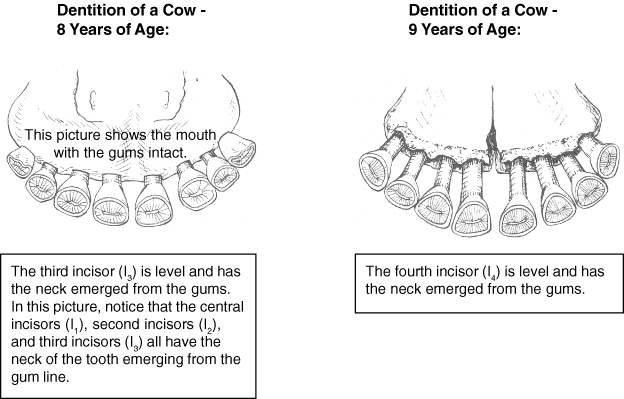 Dentition of a Cow -
8 Years of Age:
This picture shows the mouth
with the gums intact.
The third incisor (I₃) is level and has
the neck emerged from the gums.
In this picture, notice that the central
incisors (I₁), second incisors (I₂),
and third incisors (I₃) all have the
neck of the tooth emerging from the
gum line.
Dentition of a Cow -
9 Years of Age:
The fourth incisor (I₄) is level and has
the neck emerged from the gums.